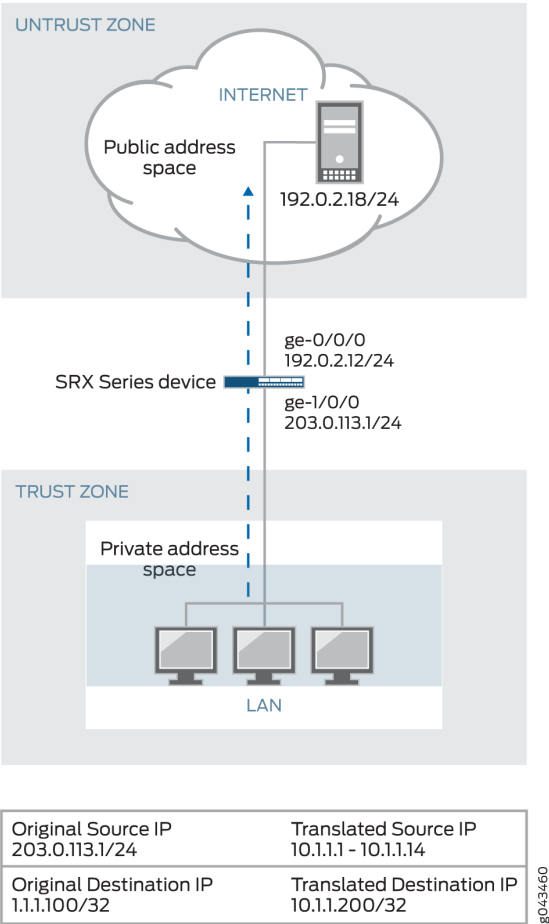 UNTRUST ZONE
INTERNET
Public address
space
192.0.2.18/24
ge-0/0/0
192.0.2.12/24
SRX Series device
ge-1/0/0
203.0.113.1/24
TRUST ZONE
Private address
space
LAN
Original Source IP
203.0.113.1/24
Translated Source IP
10.1.1.1 - 10.1.1.14
Original Destination IP
1.1.1.100/32
Translated Destination IP
10.1.1.200/32
g043460